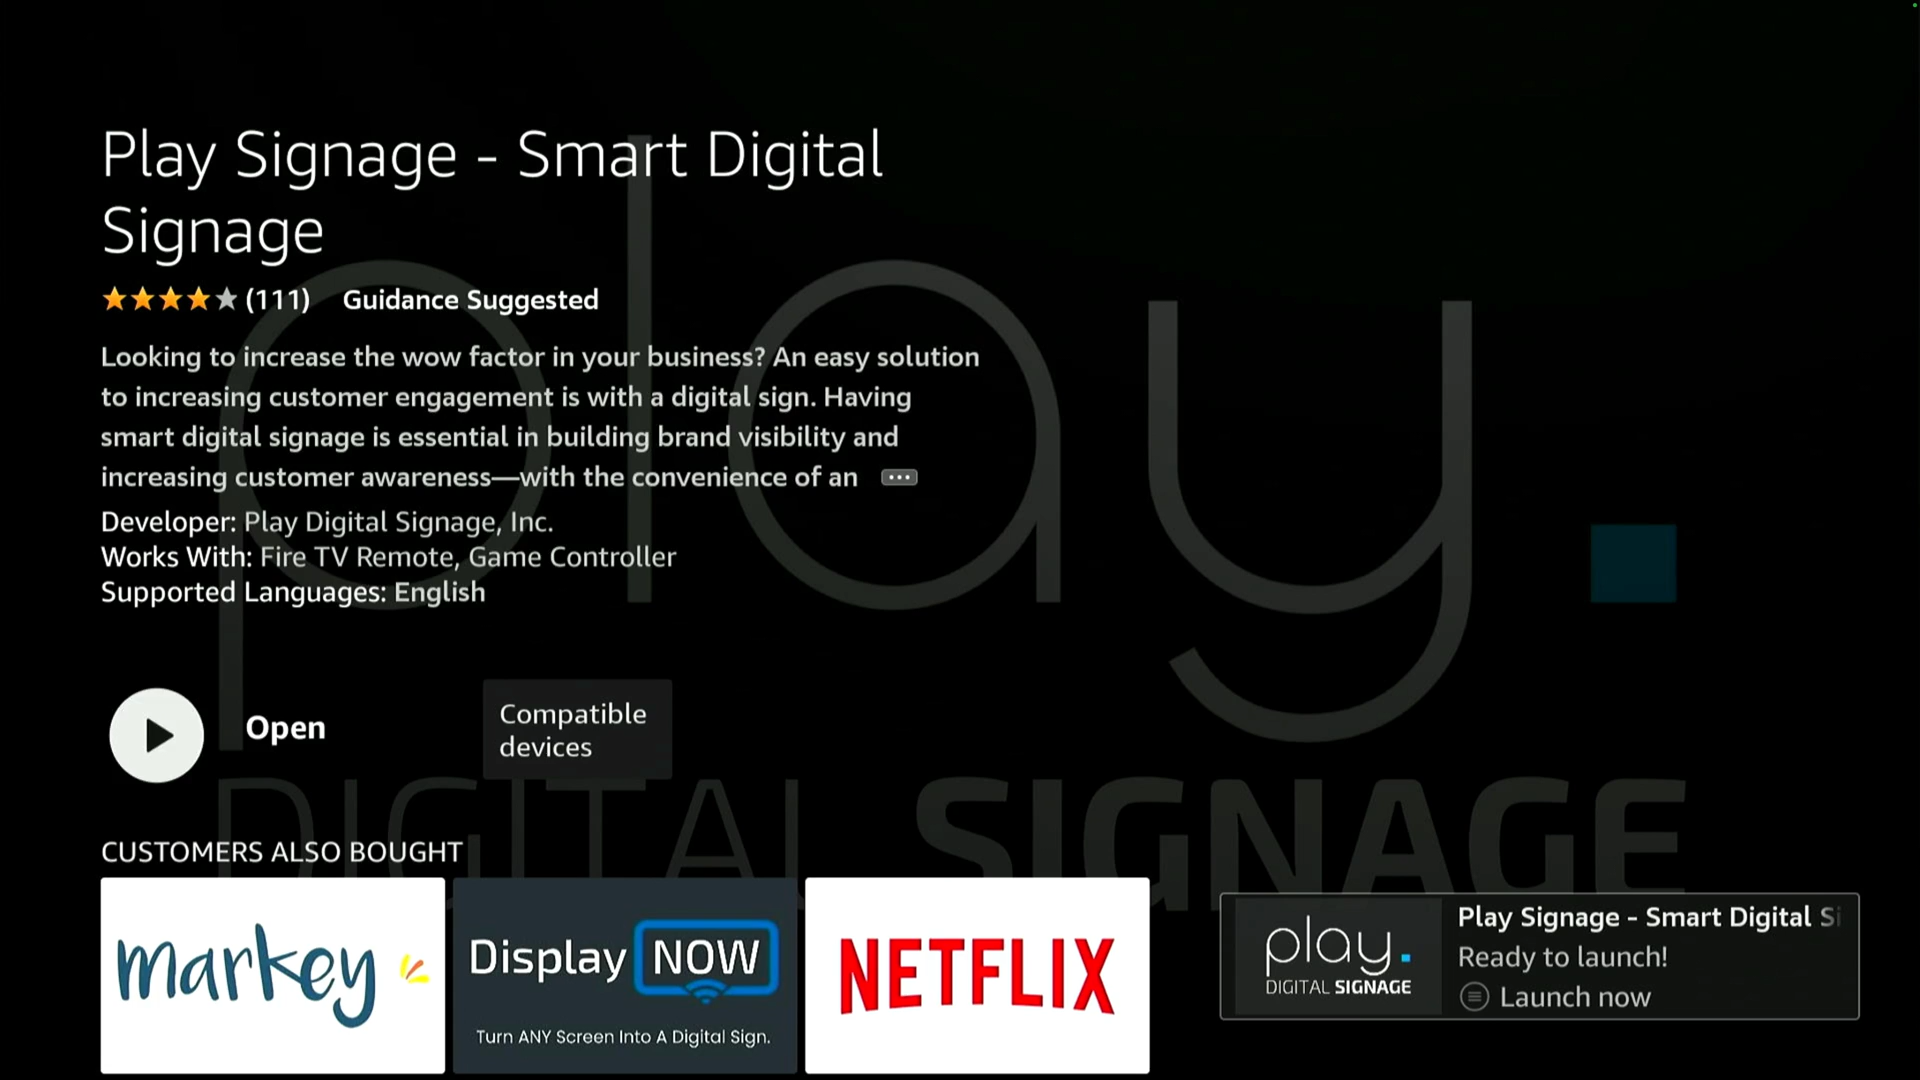 Play Signage - Smart Digital
Signage
(111) Guidance Suggested
Looking to increase the wow factor in your business? An easy solution
to increasing customer engagement is with a digital sign. Having
smart digital signage is essential in building brand visibility and
increasing customer awareness—with the convenience of an ...
Developer: Play Digital Signage, Inc.
Works With: Fire TV Remote, Game Controller
Supported Languages: English
play.
DIGITAL SIGNAGE
Open
Compatible
devices
CUSTOMERS ALSO BOUGHT
markey
Display NOW
Turn ANY Screen Into A Digital Sign.
NETFLIX
play.
DIGITAL SIGNAGE
Play Signage - Smart Digital Si
Ready to launch!
Launch now